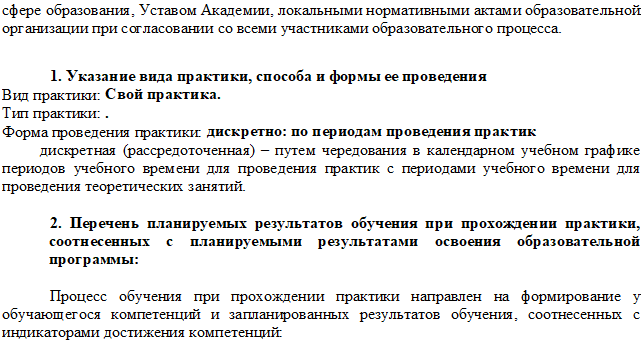 сфере образования, Уставом Академии, локальными нормативными актами образовательной
организации при согласовании со всеми участниками образовательного процесса.
1. Указание вида практики, способа и формы ее проведения
Вид практики: Свой практика.
Тип практики: .
Форма проведения практики: дискретно: по периодам проведения практик
дискретная (рассредоточенная) – путем чередования в календарном учебном графике
периодов учебного времени для проведения практик с периодами учебного времени для
проведения теоретических занятий.
2. Перечень планируемых результатов обучения при прохождении практики,
соотнесенных с планируемыми результатами освоения образовательной
программы:
Процесс обучения при прохождении практики направлен на формирование у
обучающегося компетенций и запланированных результатов обучения, соотнесенных с
индикаторами достижения компетенций: